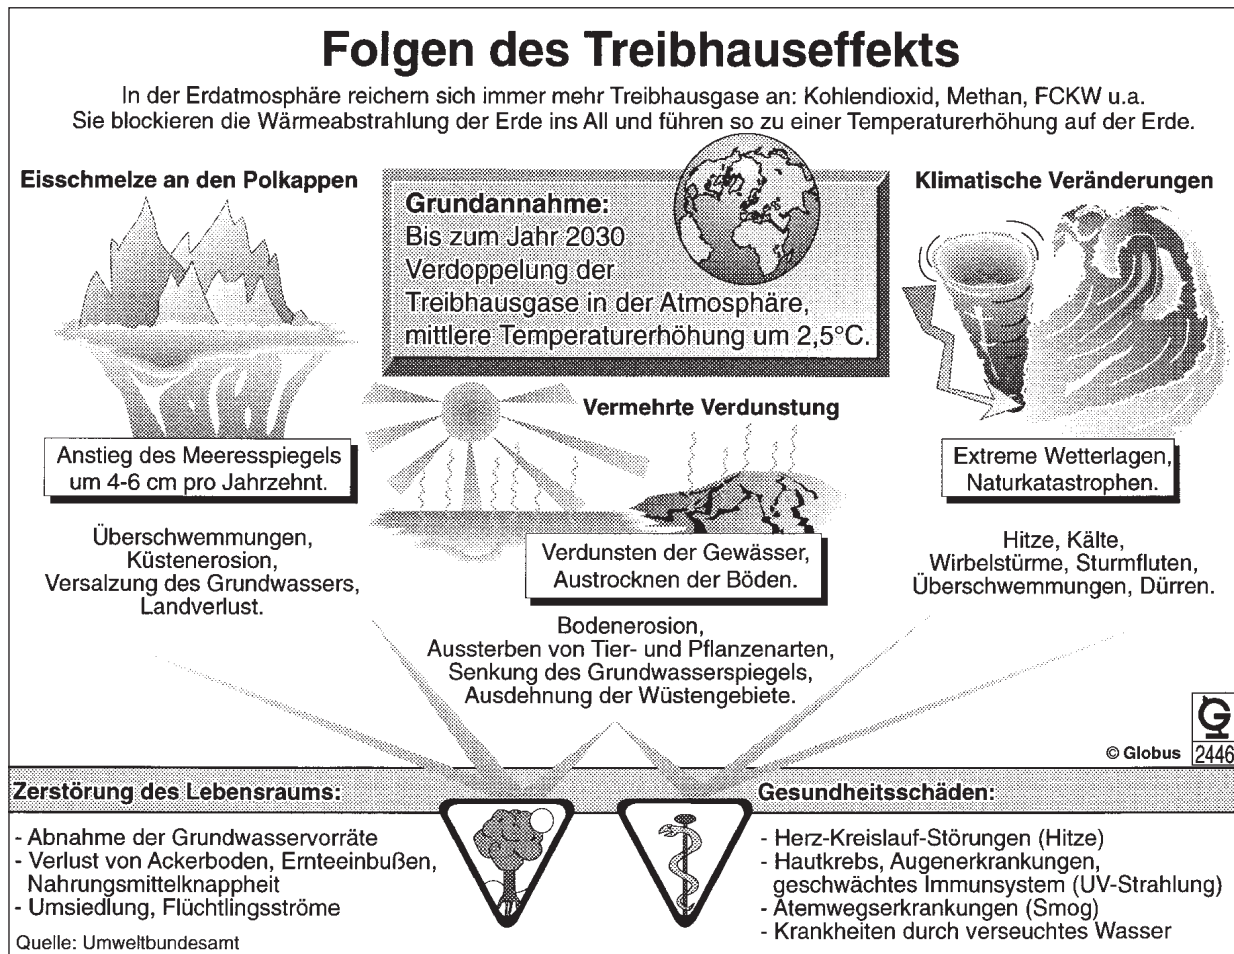 Folgen des Treibhauseffekts
In der Erdatmosphäre reichern sich immer mehr Treibhausgase an: Kohlendioxid, Methan, FCKW u.a.
Sie blockieren die Wärmeabstrahlung der Erde ins All und führen so zu einer Temperaturerhöhung auf der Erde.
Eisschmelze an den Polkappen
Anstieg des Meeresspiegels
um 4-6 cm pro Jahrzehnt.
Überschwemmungen,
Küstenerosion,
Versalzung des Grundwassers,
Landverlust.
Grundannahme:
Bis zum Jahr 2030
Verdoppelung der
Treibhausgase in der Atmosphäre,
mittlere Temperaturerhöhung um 2,5°C.
Vermehrte Verdunstung
Verdunsten der Gewässer,
Austrocknen der Böden.
Bodenerosion,
Aussterben von Tier- und Pflanzenarten,
Senkung des Grundwasserspiegels,
Ausdehnung der Wüstengebiete.
Klimatische Veränderungen
Extreme Wetterlagen,
Naturkatastrophen.
Hitze, Kälte,
Wirbelstürme, Sturmfluten,
Überschwemmungen, Dürren.
© Globus
2446
Zerstörung des Lebensraums:
- Abnahme der Grundwasservorräte
- Verlust von Ackerboden, Ernteeinbußen,
Nahrungsmittelknappheit
- Umsiedlung, Flüchtlingsströme
Quelle: Umweltbundesamt
Gesundheitsschäden:
- Herz-Kreislauf-Störungen (Hitze)
- Hautkrebs, Augenerkrankungen,
geschwächtes Immunsystem (UV-Strahlung)
- Atemwegserkrankungen (Smog)
- Krankheiten durch verseuchtes Wasser